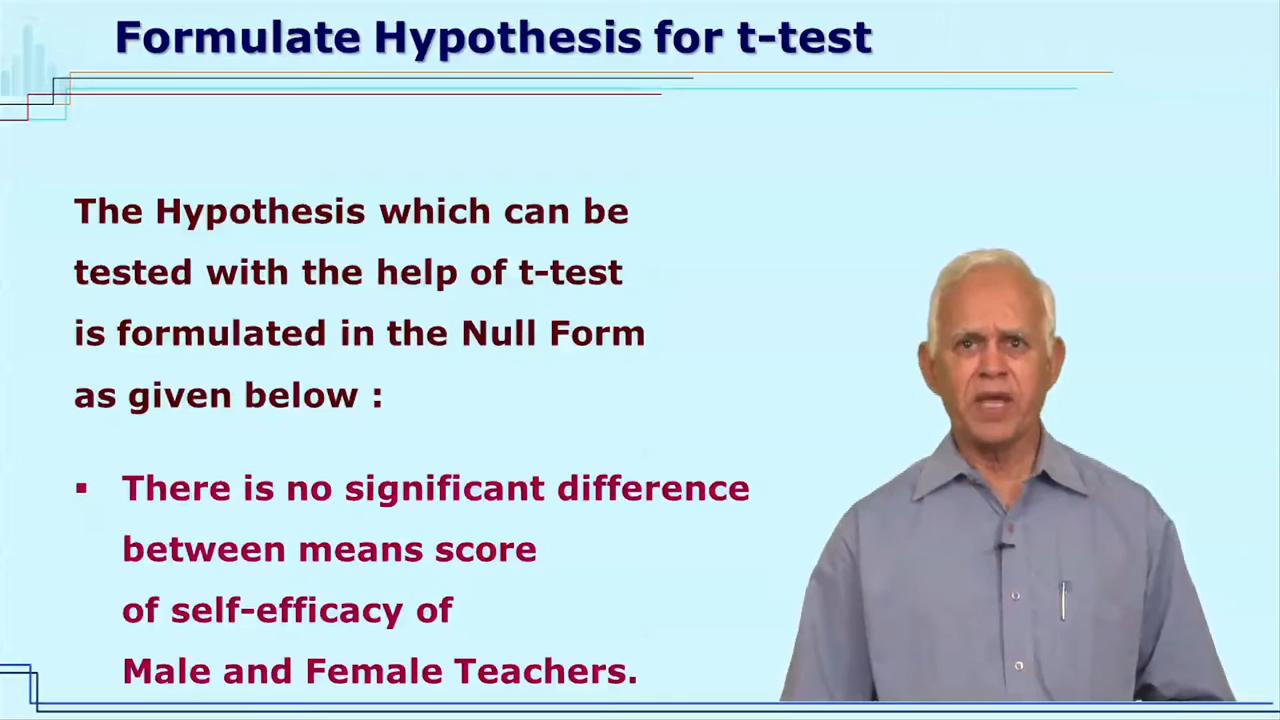 Formulate Hypothesis for t-test
The Hypothesis which can be
tested with the help of t-test
is formulated in the Null Form
as given below :
▪ There is no significant difference
between means score
of self-efficacy of
Male and Female Teachers.